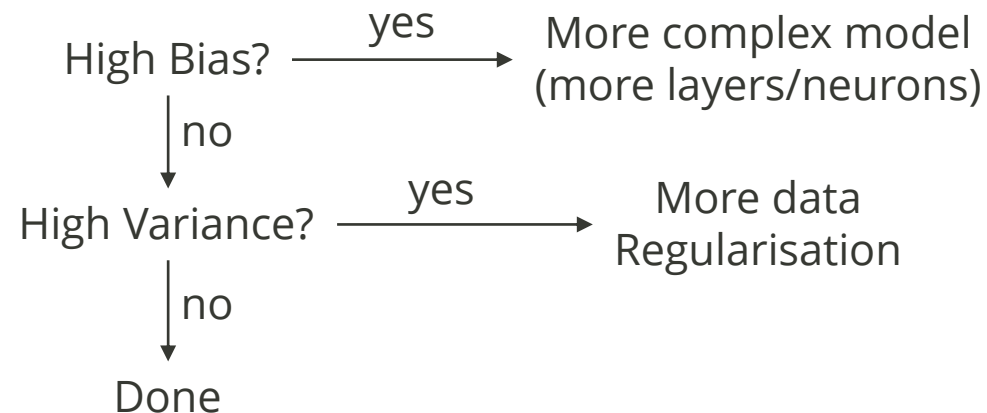 High Bias?
yes
More complex model
(more layers/neurons)
no
High Variance?
yes
More data
Regularisation
no
Done